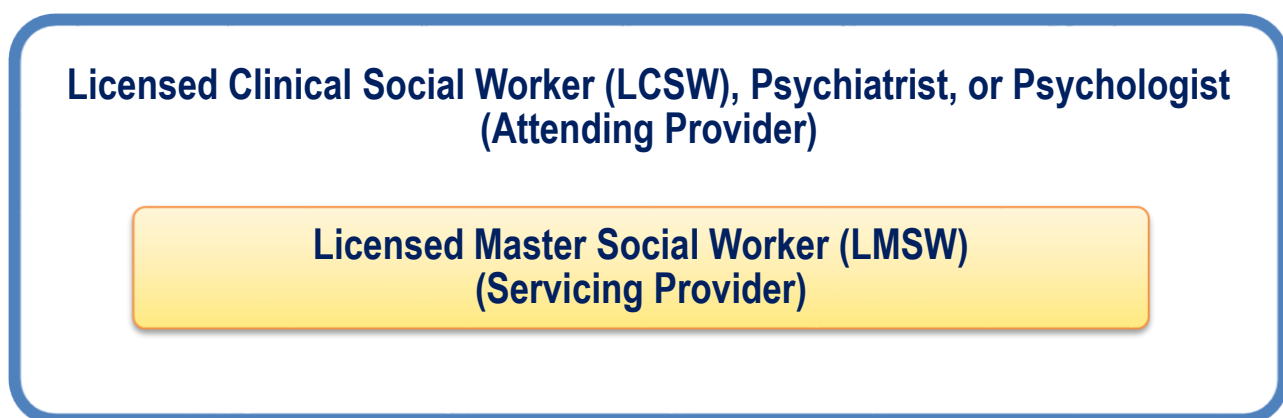 Licensed Clinical Social Worker (LCSW), Psychiatrist, or Psychologist
(Attending Provider)
Licensed Master Social Worker (LMSW)
(Servicing Provider)